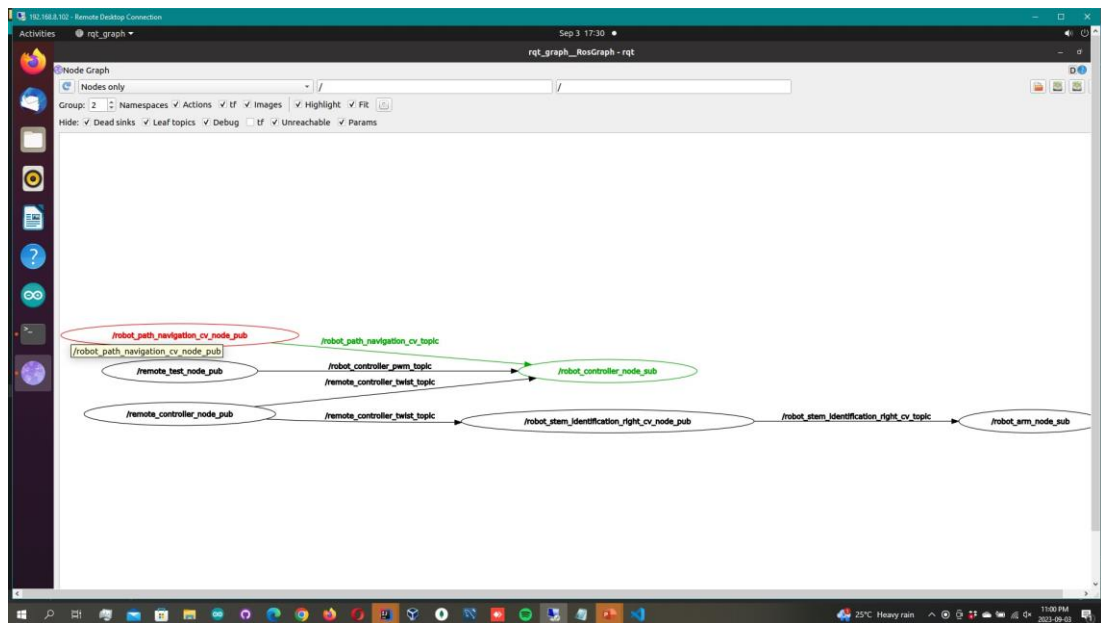 192.168.8.102 - Remote Desktop Connection
Activities rqt_graph Sep 3 17:30
rqt_graph__RosGraph - rqt
Node Graph D
Nodes only / /
Group: 2 Namespaces Actions tf Images Highlight Fit
Hide: Dead sinks Leaf topics Debug tf Unreachable Params
/robot_path_navigation_cv_node_pub
/robot_path_navigation_cv_topic
/robot_path_navigation_cv_node_pub
/remote_test_node_pub
/robot_controller_pwm_topic
/robot_controller_node_sub
/remote_controller_twist_topic
/remote_controller_node_pub
/remote_controller_twist_topic
/robot_stem_identification_right_cv_node_pub
/robot_stem_identification_right_cv_topic
/robot_arm_node_sub
25°C Heavy rain
11:00 PM
2023-09-03